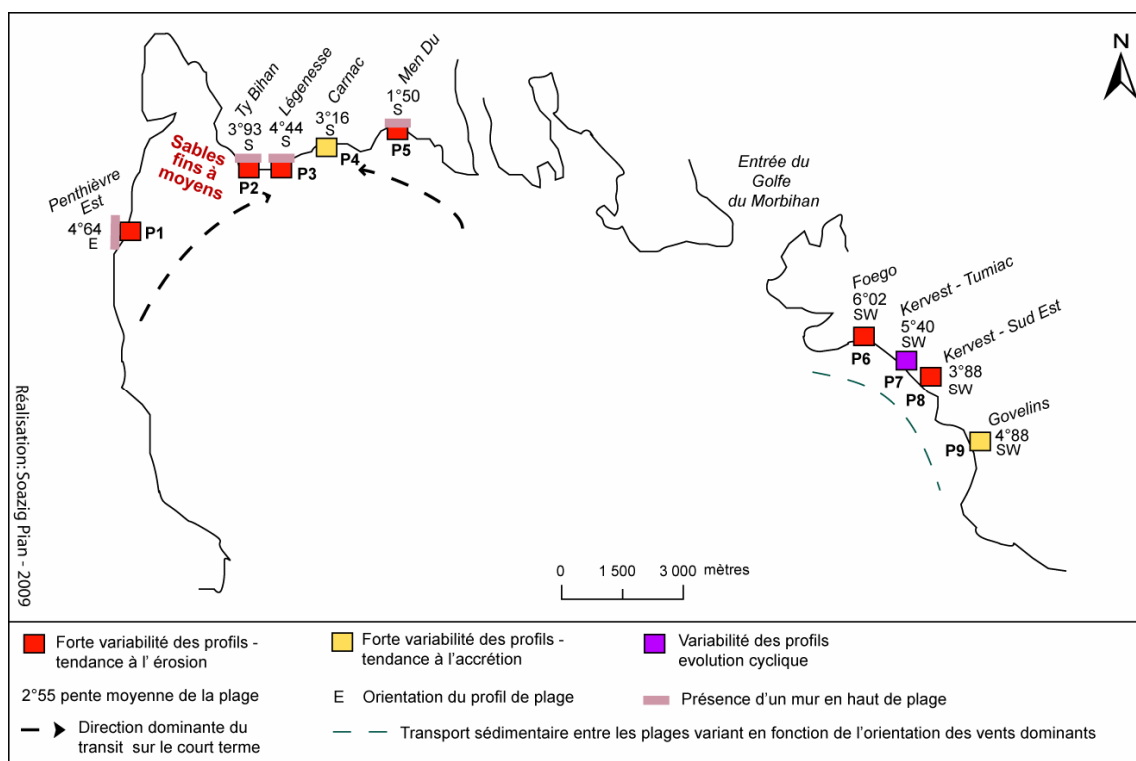 N
Ty Bihan
3°93
S
Légenesse
4°44
S
Carnac
3°16
S
Men Du
1°50
S
Sables
fins à
moyens
P2
P3
P4
P5
Penthièvre
Est
4°64
E
P1
Entrée du
Golfe
du Morbihan
Foego
6°02
SW
Kervest - Tumiac
5°40
SW
Kervest - Sud Est
3°88
SW
P6
P7
P8
Govelins
4°88
SW
P9
Réalisation: Soazig Pian - 2009
0 1 500 3 000 mètres
Forte variabilité des profils -
tendance à l' érosion
Forte variabilité des profils -
tendance à l'accrétion
Variabilité des profils
evolution cyclique
2°55 pente moyenne de la plage
E Orientation du profil de plage
Présence d'un mur en haut de plage
Direction dominante du
transit sur le court terme
Transport sédimentaire entre les plages variant en fonction de l'orientation des vents dominants